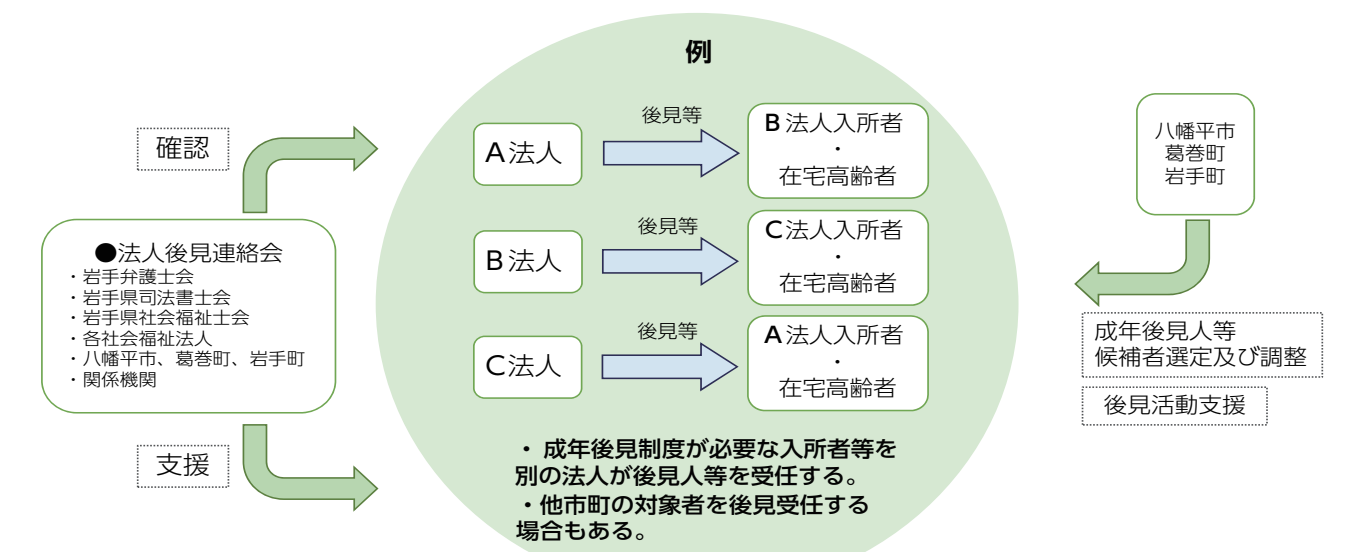 例
確認
●法人後見連絡会
・岩手弁護士会
・岩手県司法書士会
・岩手県社会福祉士会
・各社会福祉法人
・八幡平市、葛巻町、岩手町
・関係機関
支援
A法人
後見等
B法人入所者
・
在宅高齢者
B法人
後見等
C法人入所者
・
在宅高齢者
C法人
後見等
A法人入所者
・
在宅高齢者
・ 成年後見制度が必要な入所者等を
別の法人が後見人等を受任する。
・他市町の対象者を後見受任する
場合もある。
八幡平市
葛巻町
岩手町
成年後見人等
候補者選定及び調整
後見活動支援